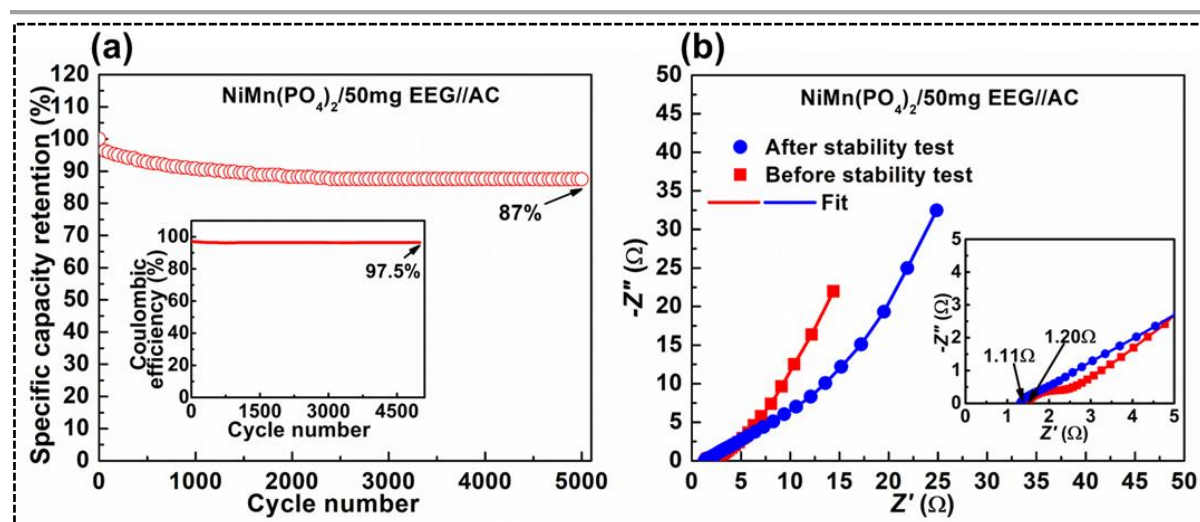 (a)
NiMn(PO₄)₂/50mg EEG//AC
Specific capacity retention (%)
120
110
100
90
80
70
60
50
40
30
20
10
0
0 1000 2000 3000 4000 5000
Cycle number
87%
Coulombic
efficiency (%)
100
80
60
40
20
0
97.5%
0 1500 3000 4500
Cycle number
(b)
NiMn(PO₄)₂/50mg EEG//AC
After stability test
Before stability test
Fit
-Z″ (Ω)
50
45
40
35
30
25
20
15
10
5
0
0 5 10 15 20 25 30 35 40 45 50
Z′ (Ω)
-Z″ (Ω)
5
4
3
2
1
0
1.11Ω
1.20Ω
0 1 2 3 4 5
Z′ (Ω)